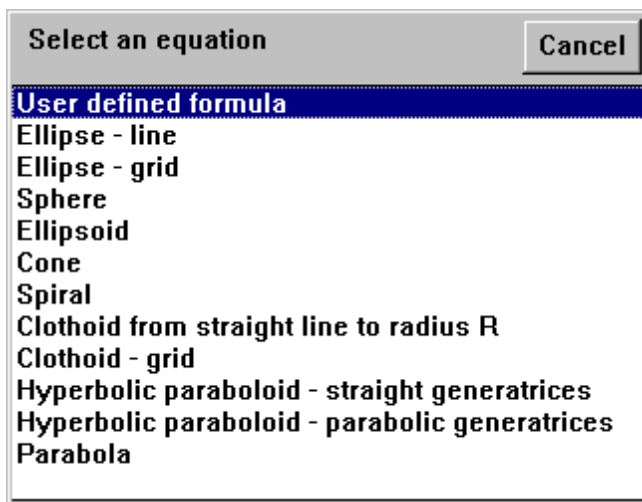 Select an equation
Cancel
User defined formula
Ellipse - line
Ellipse - grid
Sphere
Ellipsoid
Cone
Spiral
Clothoid from straight line to radius R
Clothoid - grid
Hyperbolic paraboloid - straight generatrices
Hyperbolic paraboloid - parabolic generatrices
Parabola